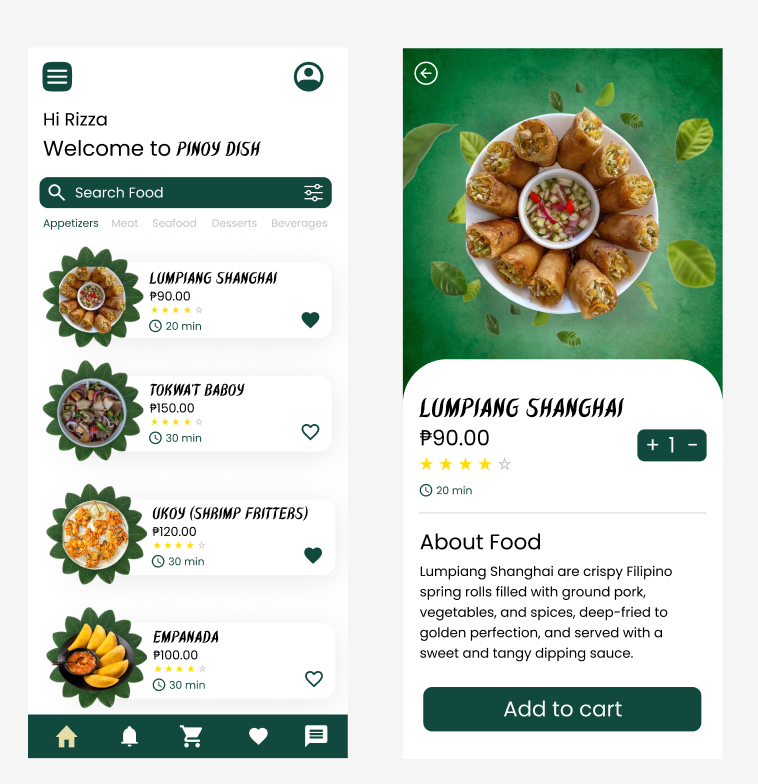 Hi Rizza
Welcome to PINOY DISH
Search Food
Appetizers Meat Seafood Desserts Beverages
LUMPIANG SHANGHAI
₱90.00
20 min
TOKWA'T BABOY
₱150.00
30 min
UKOY (SHRIMP FRITTERS)
₱120.00
30 min
EMPANADA
₱100.00
30 min
LUMPIANG SHANGHAI
₱90.00
+ 1 -
20 min
About Food
Lumpiang Shanghai are crispy Filipino
spring rolls filled with ground pork,
vegetables, and spices, deep-fried to
golden perfection, and served with a
sweet and tangy dipping sauce.
Add to cart